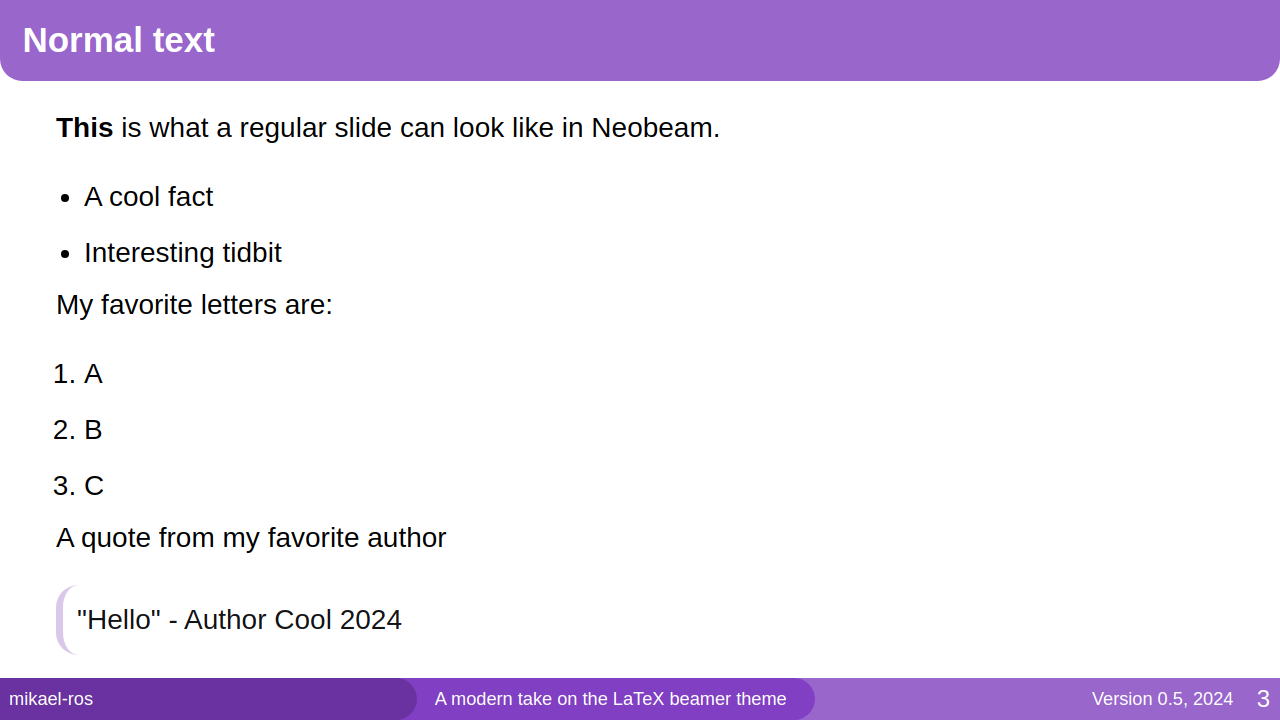 Normal text
This is what a regular slide can look like in Neobeam.
• A cool fact
• Interesting tidbit
My favorite letters are:
1. A
2. B
3. C
A quote from my favorite author
"Hello" - Author Cool 2024
mikael-ros
A modern take on the LaTeX beamer theme
Version 0.5, 2024
3